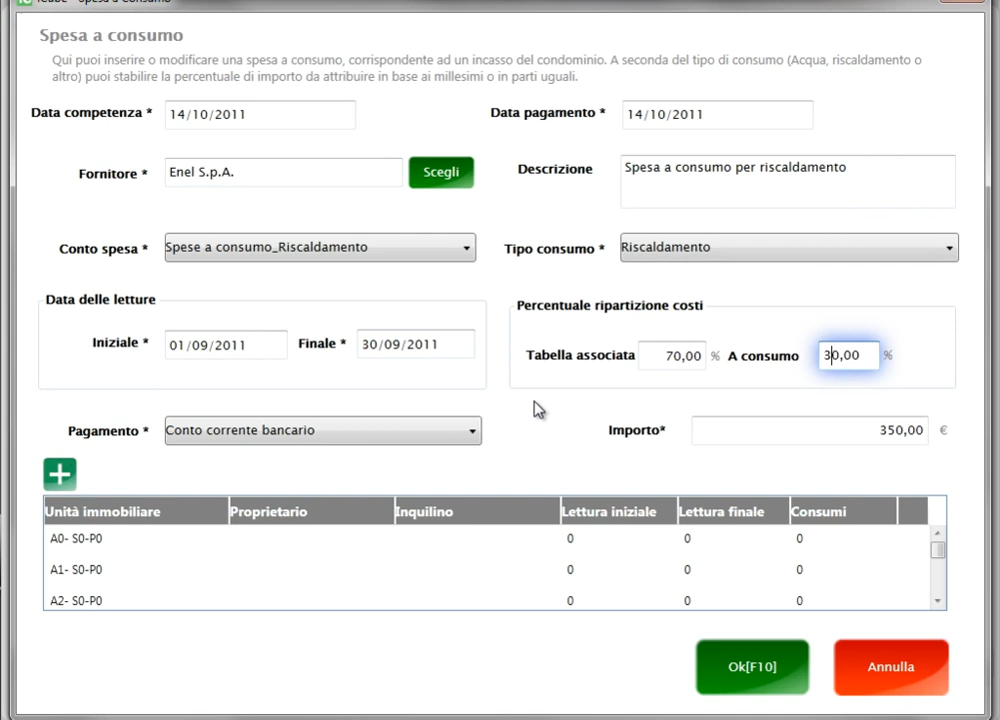 Spesa a consumo
Qui puoi inserire o modificare una spesa a consumo, corrispondente ad un incasso del condominio. A seconda del tipo di consumo (Acqua, riscaldamento o
altro) puoi stabilire la percentuale di importo da attribuire in base ai millesimi o in parti uguali.
Data competenza * 14/10/2011 Data pagamento * 14/10/2011
Fornitore * Enel S.p.A. Scegli Descrizione Spesa a consumo per riscaldamento
Conto spesa * Spese a consumo_Riscaldamento Tipo consumo * Riscaldamento
Data delle letture Percentuale ripartizione costi
Iniziale * 01/09/2011 Finale * 30/09/2011 Tabella associata 70,00 % A consumo 30,00 %
Pagamento * Conto corrente bancario Importo* 350,00 €
Unità immobiliare Proprietario Inquilino Lettura iniziale Lettura finale Consumi
A0- S0-P0 0 0 0
A1- S0-P0 0 0 0
A2- S0-P0 0 0 0
Ok[F10] Annulla